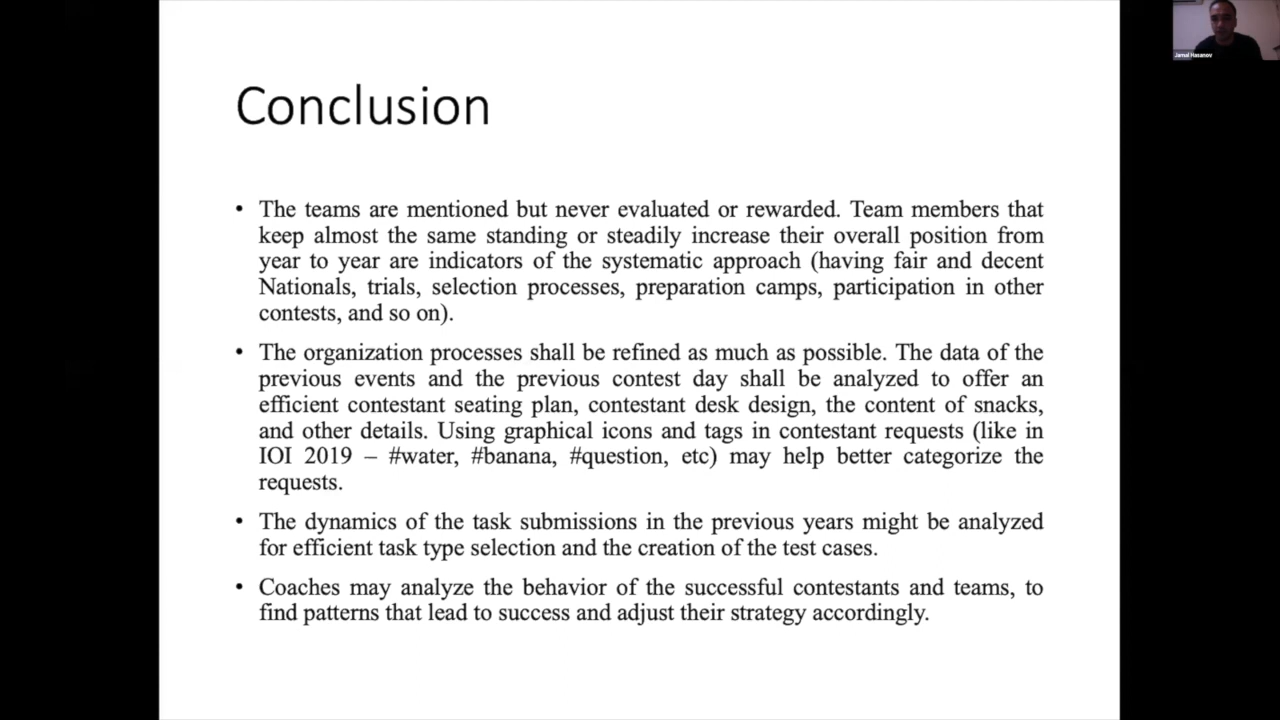 Jamal Hasanov
Conclusion
• The teams are mentioned but never evaluated or rewarded. Team members that
keep almost the same standing or steadily increase their overall position from
year to year are indicators of the systematic approach (having fair and decent
Nationals, trials, selection processes, preparation camps, participation in other
contests, and so on).
• The organization processes shall be refined as much as possible. The data of the
previous events and the previous contest day shall be analyzed to offer an
efficient contestant seating plan, contestant desk design, the content of snacks,
and other details. Using graphical icons and tags in contestant requests (like in
IOI 2019 – #water, #banana, #question, etc) may help better categorize the
requests.
• The dynamics of the task submissions in the previous years might be analyzed
for efficient task type selection and the creation of the test cases.
• Coaches may analyze the behavior of the successful contestants and teams, to
find patterns that lead to success and adjust their strategy accordingly.